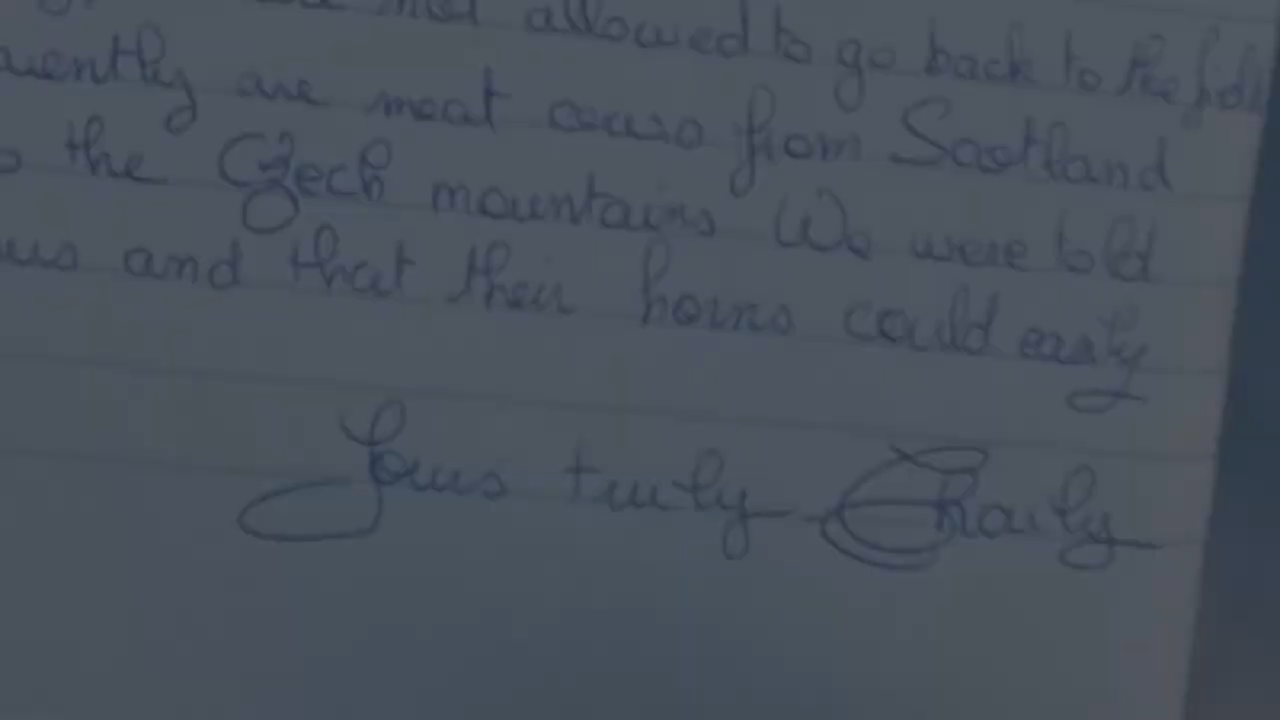 not allowed to go back to the
uently are meat cows from Scotland
the Czech mountains We were told
us and that their horns could easily
Yours truly Charly